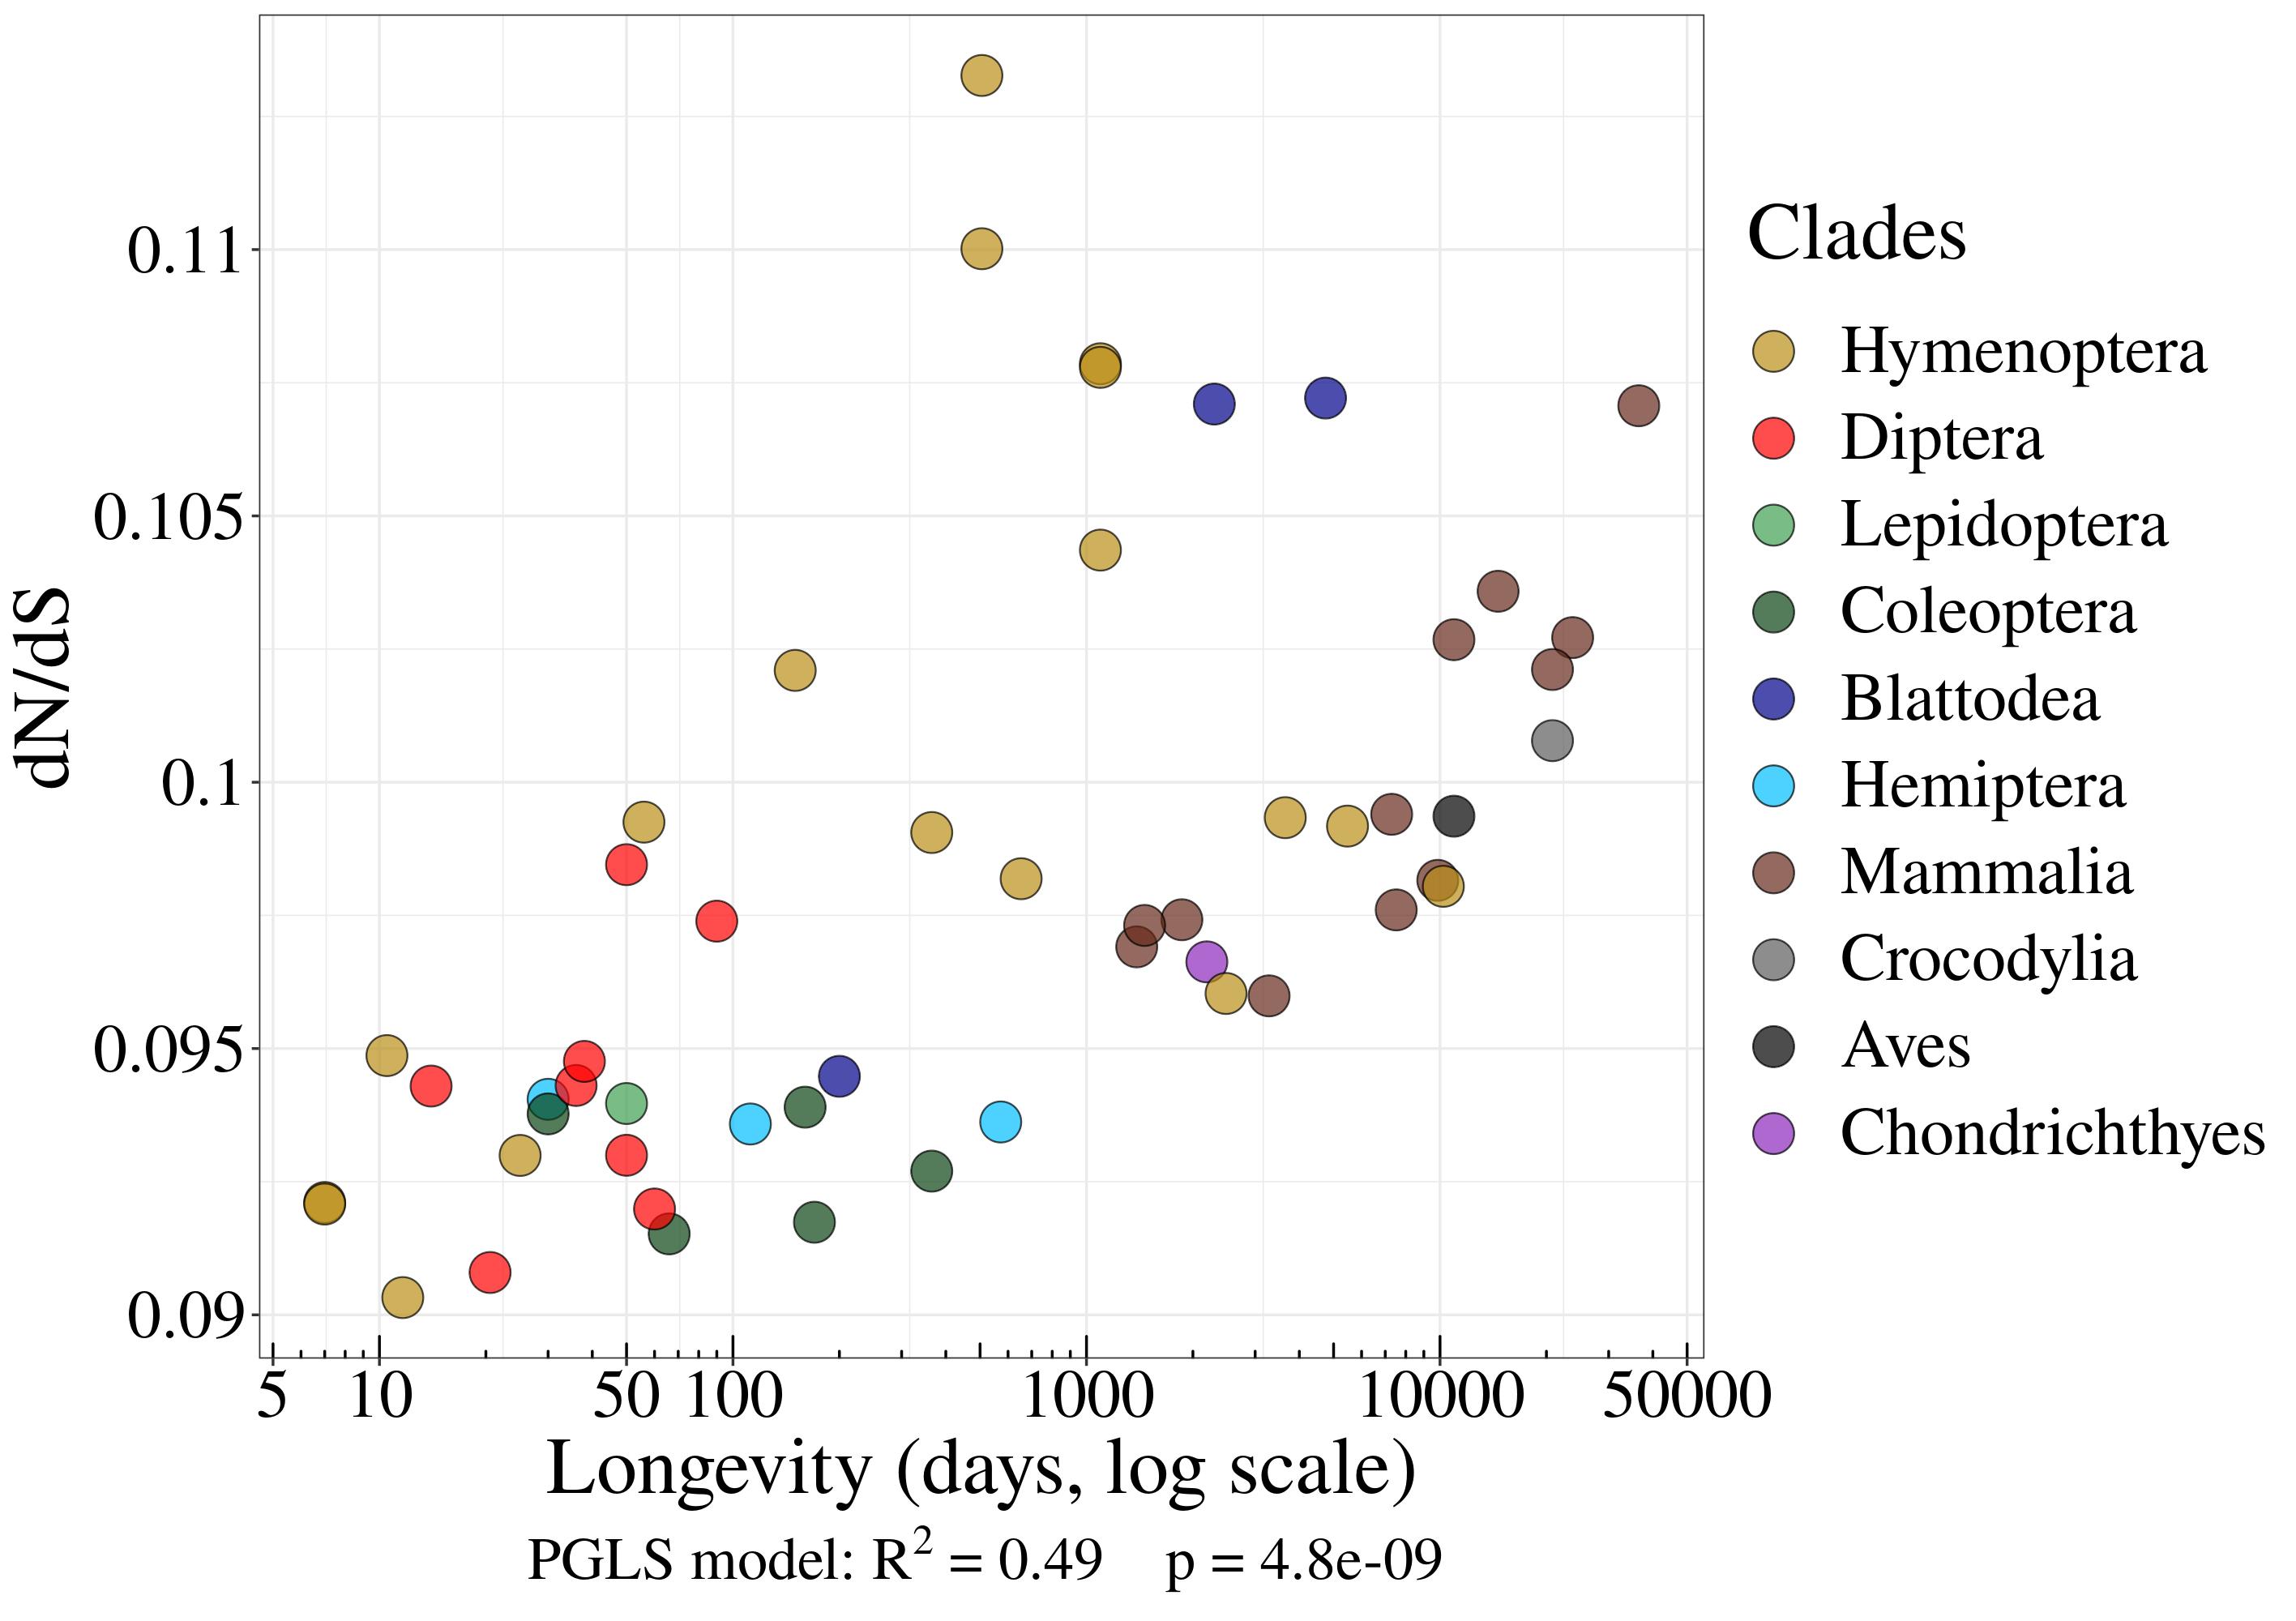 0.11
0.105
0.1
0.095
0.09
dN/dS
5 10 50 100 1000 10000 50000
Longevity (days, log scale)
PGLS model: R² = 0.49 p = 4.8e-09
Clades
Hymenoptera
Diptera
Lepidoptera
Coleoptera
Blattodea
Hemiptera
Mammalia
Crocodylia
Aves
Chondrichthyes